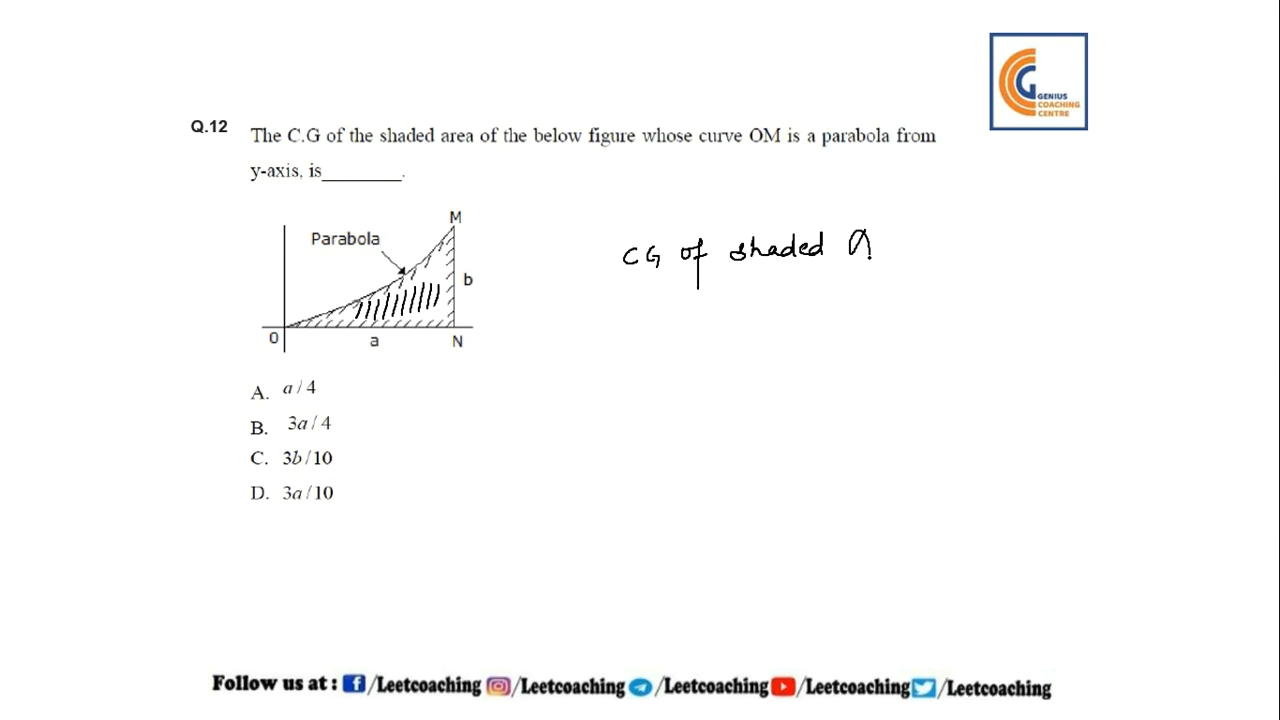 GENIUS
COACHING
CENTRE
Q.12 The C.G of the shaded area of the below figure whose curve OM is a parabola from
y-axis, is________.
M
Parabola
b
0
a
N
CG of shaded a
A. a / 4
B. 3a / 4
C. 3b / 10
D. 3a / 10
Follow us at : f/Leetcoaching /Leetcoaching /Leetcoaching /Leetcoaching /Leetcoaching